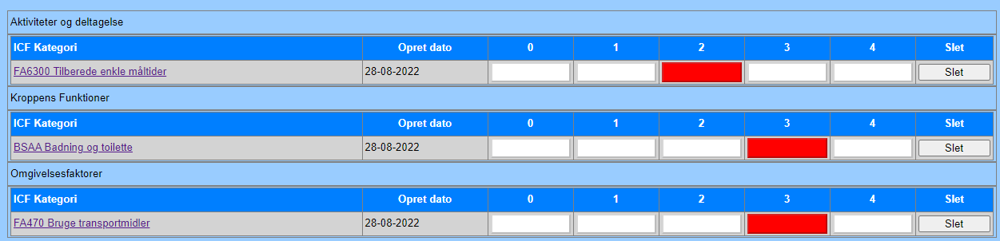 Aktiviteter og deltagelse
ICF Kategori Opret dato 0 1 2 3 4 Slet
FA6300 Tilberede enkle måltider 28-08-2022 Slet
Kroppens Funktioner
ICF Kategori Opret dato 0 1 2 3 4 Slet
BSAA Badning og toilette 28-08-2022 Slet
Omgivelsesfaktorer
ICF Kategori Opret dato 0 1 2 3 4 Slet
FA470 Bruge transportmidler 28-08-2022 Slet